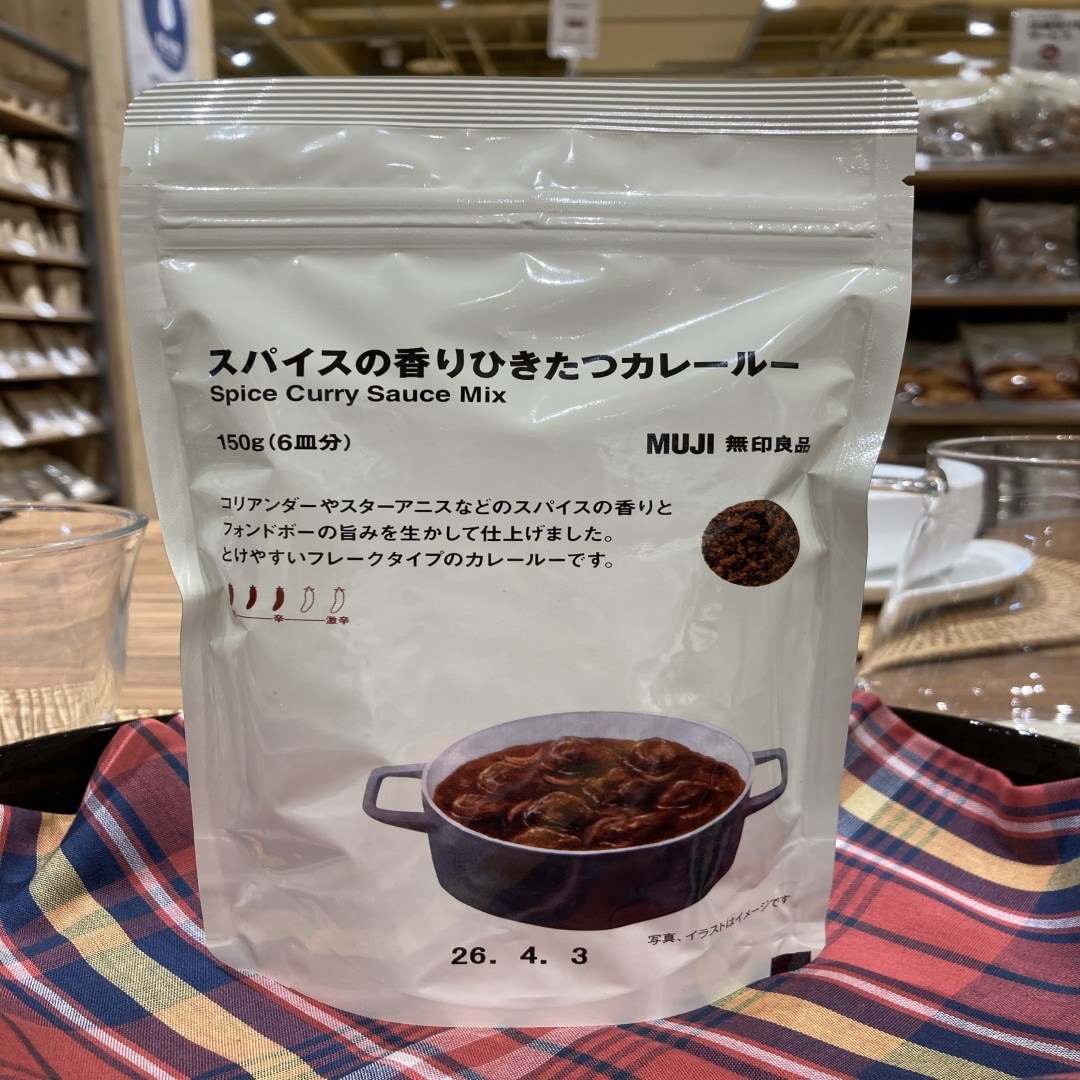 スパイスの香りひきたつカレールー
Spice Curry Sauce Mix
150g(6皿分)
MUJI 無印良品
コリアンダーやスターアニスなどのスパイスの香りと
フォンドボーの旨みを生かして仕上げました。
とけやすいフレークタイプのカレールーです。
辛 激辛
写真、イラストはイメージです
26. 4. 3